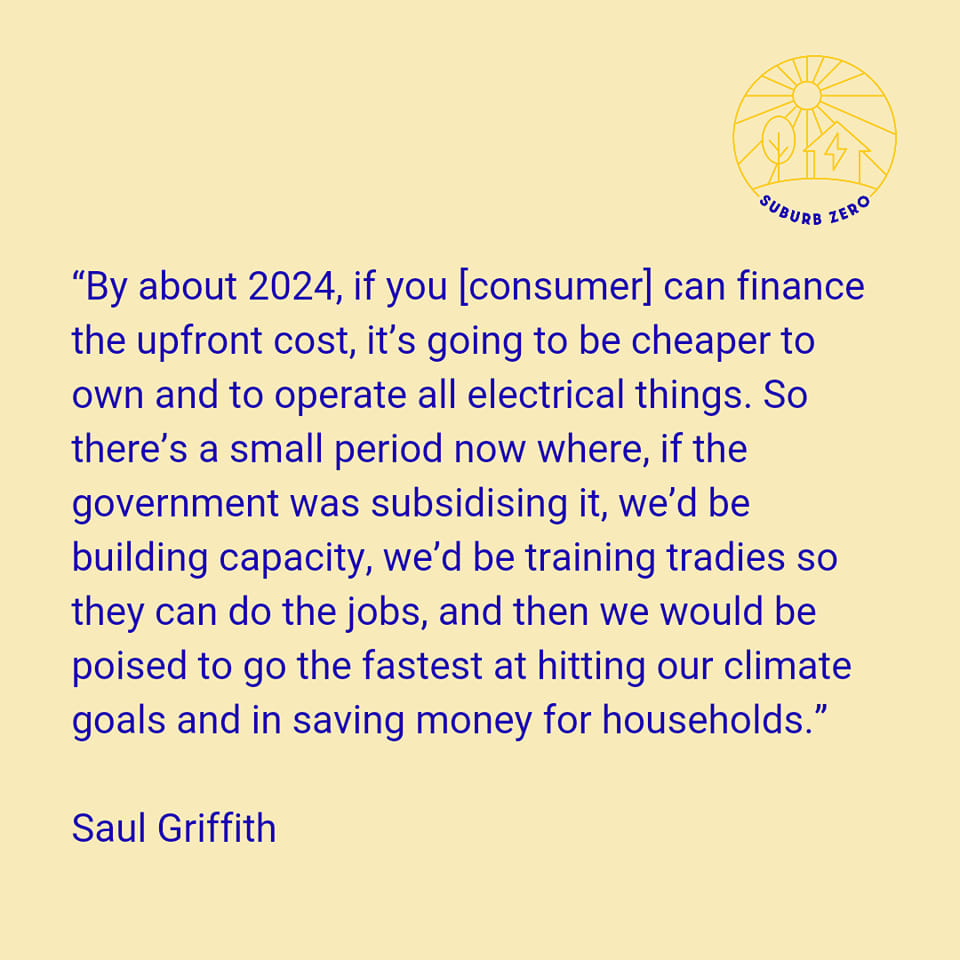 SUBURB ZERO
“By about 2024, if you [consumer] can finance
the upfront cost, it’s going to be cheaper to
own and to operate all electrical things. So
there’s a small period now where, if the
government was subsidising it, we’d be
building capacity, we’d be training tradies so
they can do the jobs, and then we would be
poised to go the fastest at hitting our climate
goals and in saving money for households.”
Saul Griffith